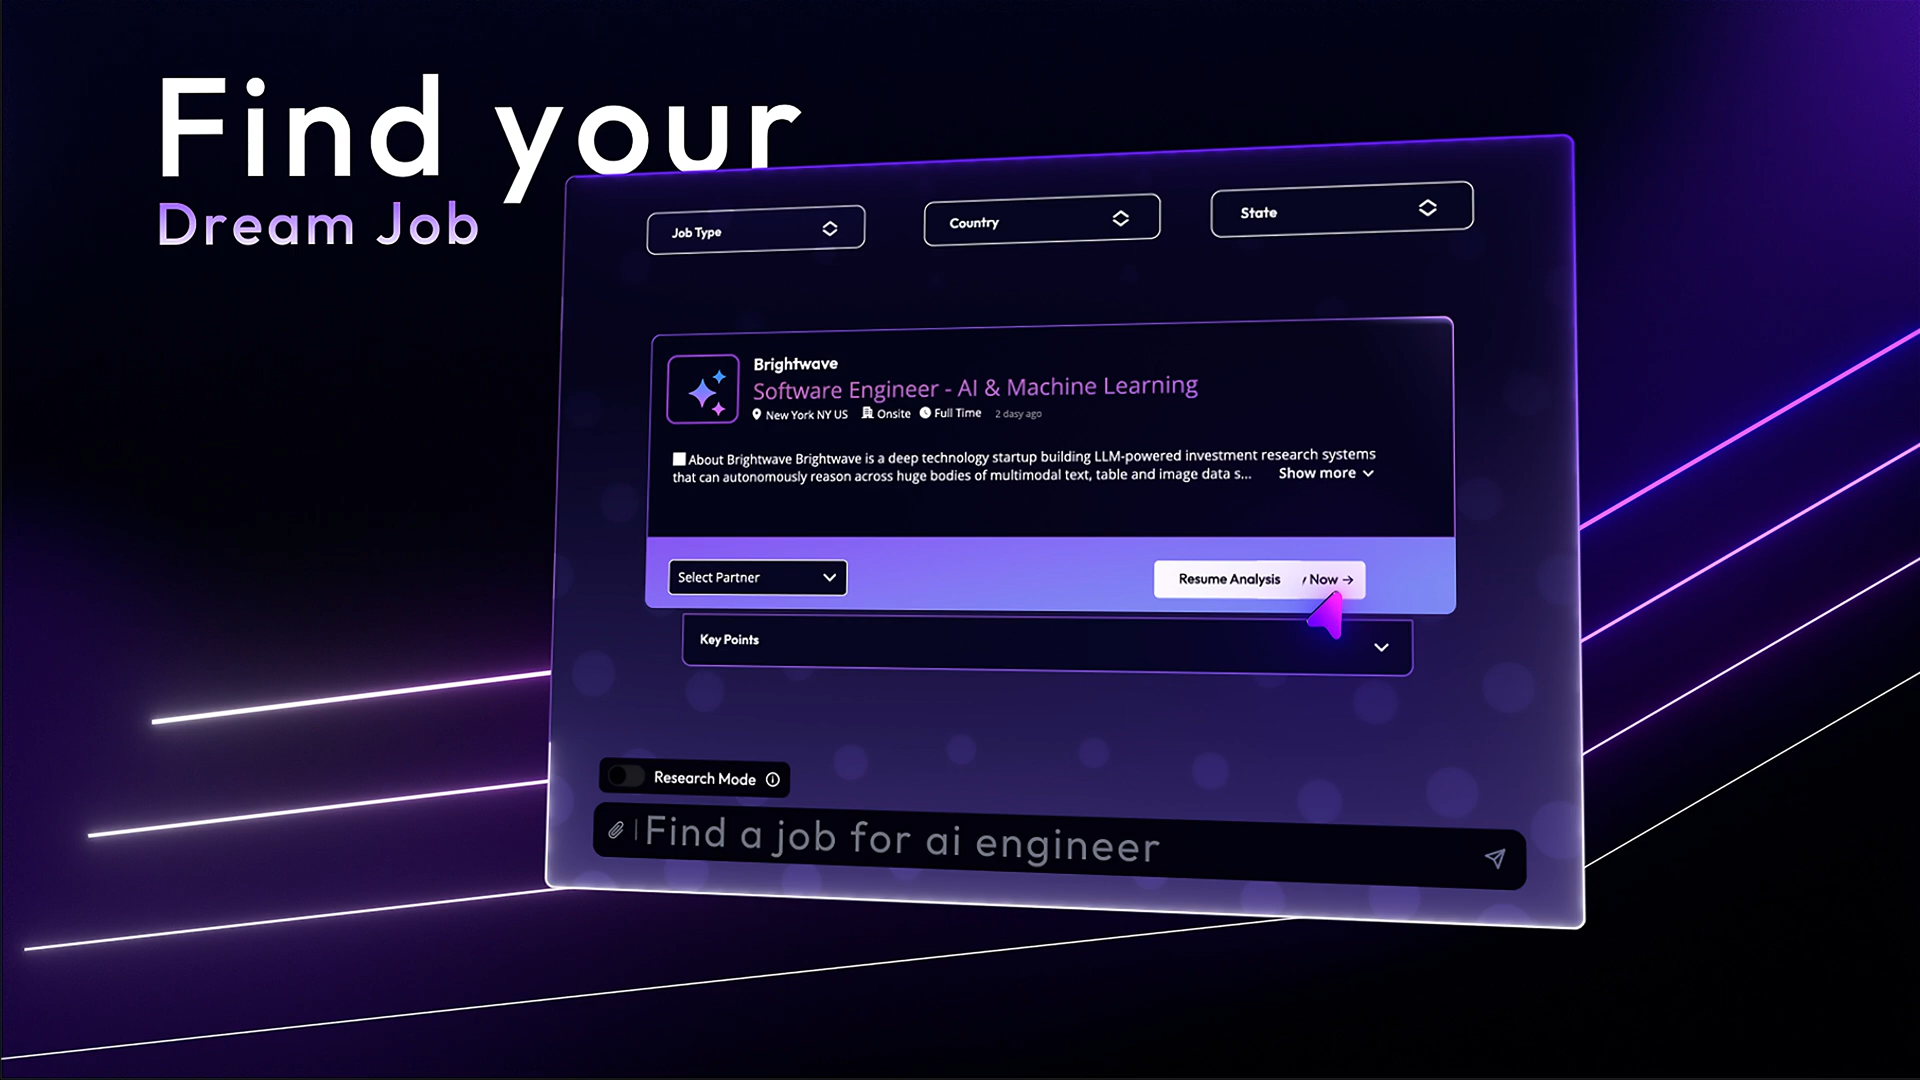 Find your
Dream Job
Job Type
Country
State
Brightwave
Software Engineer - AI & Machine Learning
New York NY US Onsite Full Time 2 dasy ago
About Brightwave Brightwave is a deep technology startup building LLM-powered investment research systems
that can autonomously reason across huge bodies of multimodal text, table and image data s... Show more
Select Partner
Resume Analysis
Now →
Key Points
Research Mode
Find a job for ai engineer